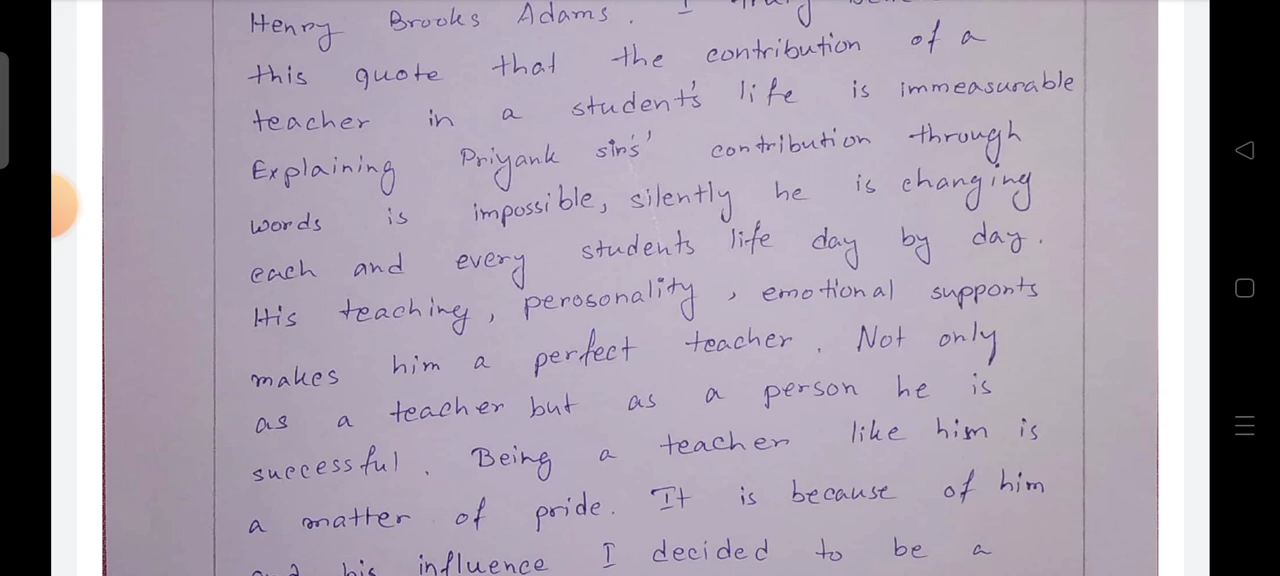 Henry Brooks Adams. I
this quote that the contribution of a
teacher in a student's life is immeasurable
Explaining Priyank sir's' contribution through
words is impossible, silently he is changing
each and every students life day by day.
His teaching, perosonality, emotional supports
makes him a perfect teacher. Not only
as a teacher but as a person he is
successful. Being a teacher like him is
a matter of pride. It is because of him
and his influence I decided to be a